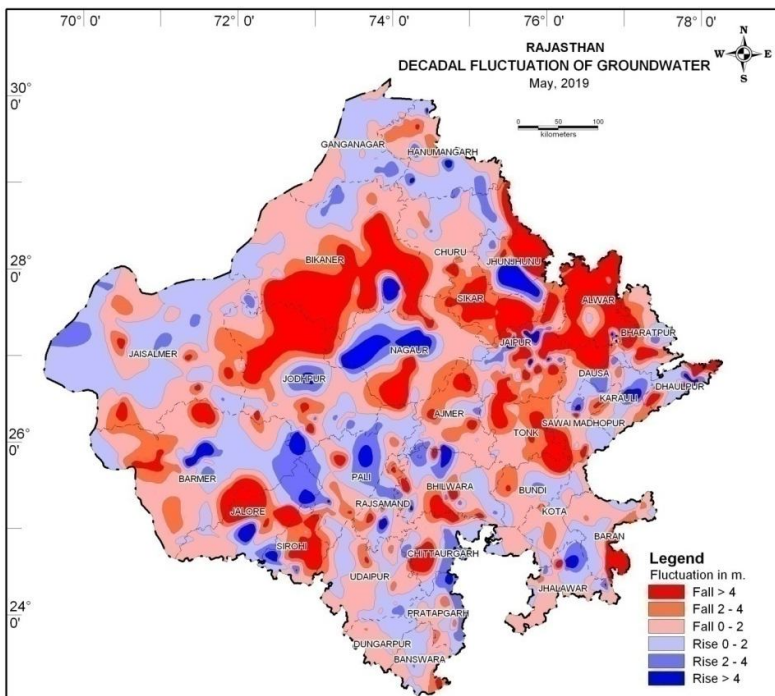 70° 0'
72° 0'
74° 0'
76° 0'
78° 0'
RAJASTHAN
DECADAL FLUCTUATION OF GROUNDWATER
May, 2019
N
W E
S
0 50 100
kilometers
30°
0'
GANGANAGAR
HANUMANGARH
28°
0'
CHURU
BIKANER
JHUNJHUNU
SIKAR
ALWAR
BHARATPUR
JAIPUR
JAISALMER
NAGAUR
DAUSA
JODHPUR
DHAULPUR
KARAULI
AJMER
SAWAI MADHOPUR
26°
0'
TONK
BARMER
PALI
BHILWARA
BUNDI
RAJSAMAND
JALORE
KOTA
BARAN
SIROHI
CHITTAURGARH
UDAIPUR
JHALAWAR
24°
0'
PRATAPGARH
DUNGARPUR
BANSWARA
Legend
Fluctuation in m.
Fall > 4
Fall 2 - 4
Fall 0 - 2
Rise 0 - 2
Rise 2 - 4
Rise > 4